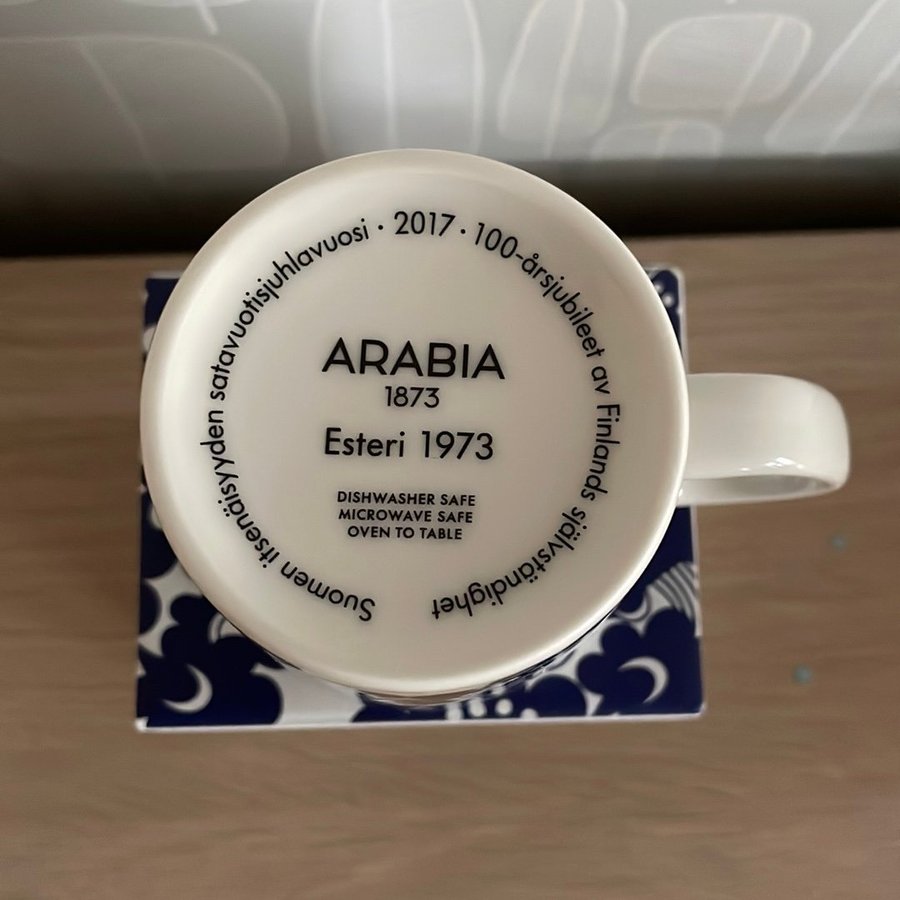 Suomen itsenäisyyden satavuotisjuhlavuosi · 2017 · 100-årsjubileet av Finlands självständighet
ARABIA
1873
Esteri 1973
DISHWASHER SAFE
MICROWAVE SAFE
OVEN TO TABLE